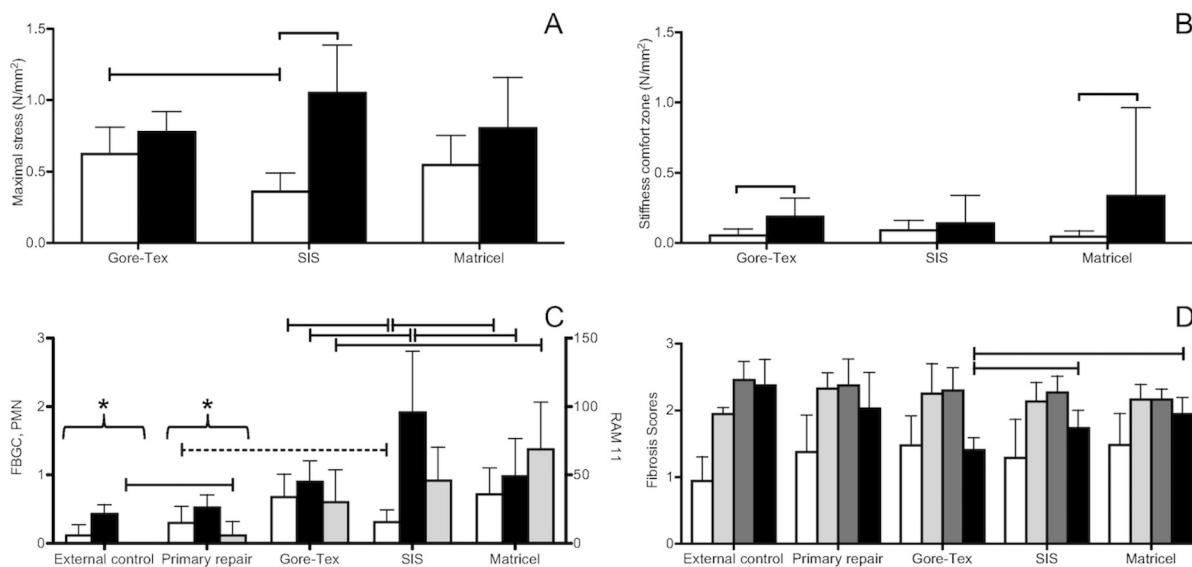 A
Maximal stress (N/mm²)
1.5
1.0
0.5
0.0
Gore-Tex SIS Matricel
B
Stiffness comfort zone (N/mm²)
1.5
1.0
0.5
0.0
Gore-Tex SIS Matricel
C
FBGC, PMN
3
2
1
0
* *
150
100
50
0
RAM 11
External control Primary repair Gore-Tex SIS Matricel
D
Fibrosis Scores
3
2
1
0
External control Primary repair Gore-Tex SIS Matricel